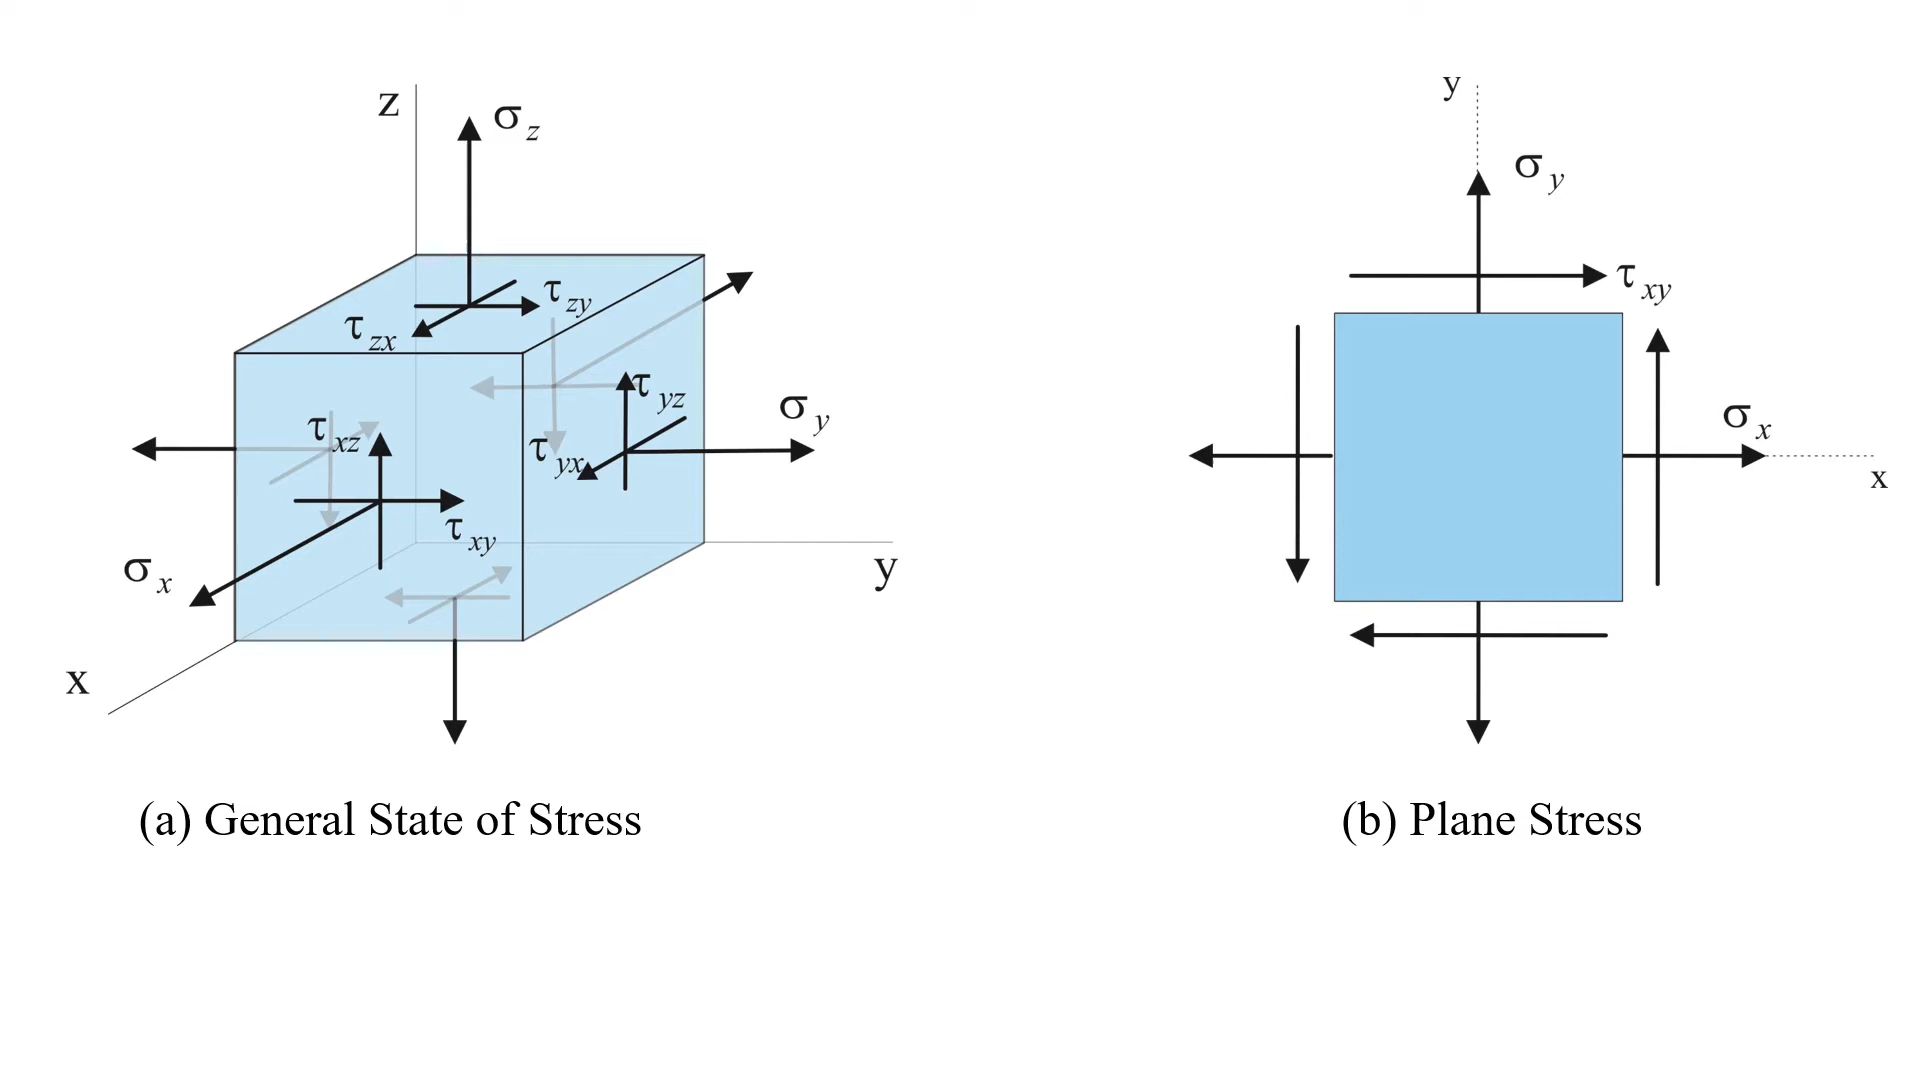 z
σz
τzy
τzx
τyz
σy
τxz
τyx
τxy
σx
y
x
(a) General State of Stress
y
σy
τxy
σx
x
(b) Plane Stress